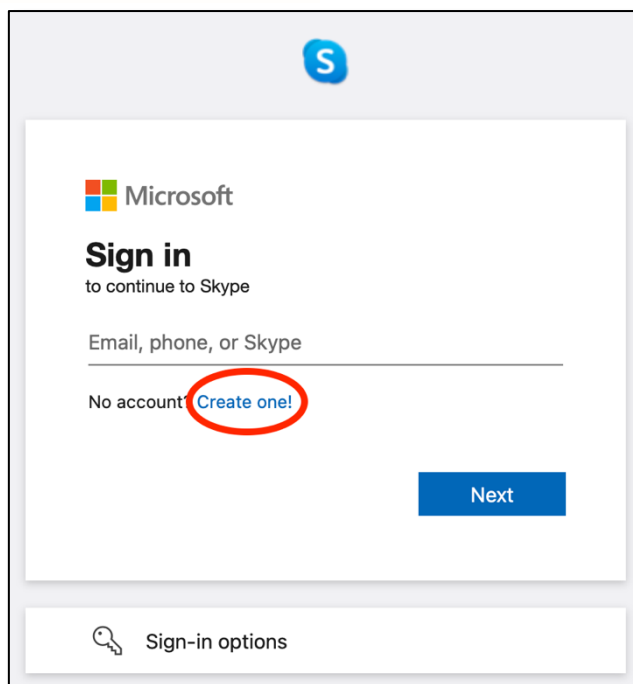 S
Microsoft
Sign in
to continue to Skype
Email, phone, or Skype
No account? Create one!
Next
Sign-in options